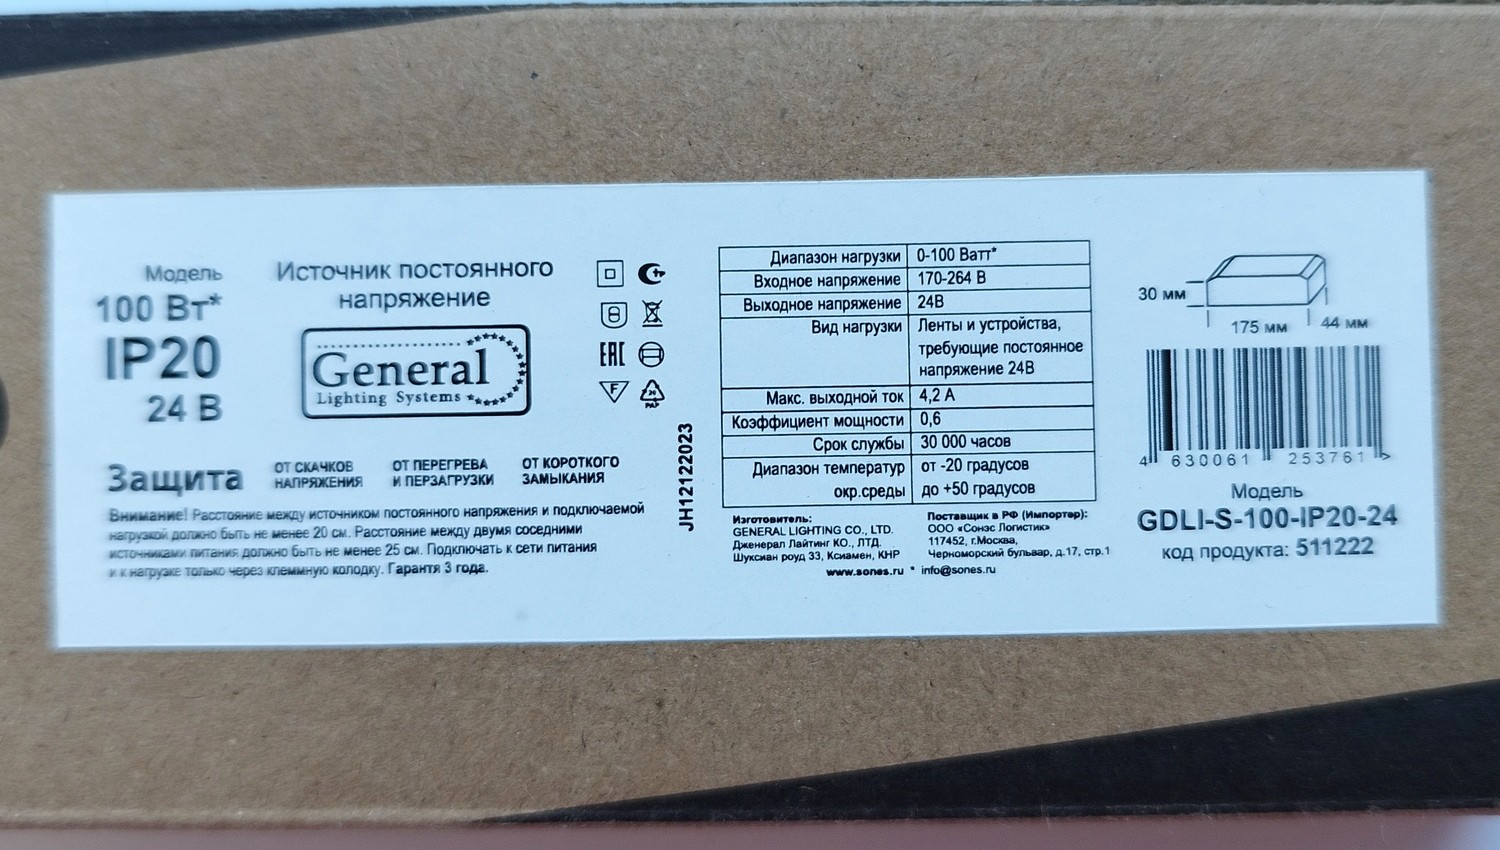 Модель
100 Вт*
IP20
24 В
Источник постоянного
напряжение
General
Lighting Systems
Защита
ОТ СКАЧКОВ
НАПРЯЖЕНИЯ
ОТ ПЕРЕГРЕВА
И ПЕРЗАГРУЗКИ
ОТ КОРОТКОГО
ЗАМЫКАНИЯ
Внимание! Расстояние между источником постоянного напряжения и подключаемой
нагрузкой должно быть не менее 20 см. Расстояние между двумя соседними
источниками питания должно быть не менее 25 см. Подключать к сети питания
и к нагрузке только через клеммную колодку. Гарантя 3 года.
EAC
F
PAP
JH12122023
Диапазон нагрузки 0-100 Ватт*
Входное напряжение 170-264 В
Выходное напряжение 24В
Вид нагрузки Ленты и устройства,
требующие постоянное
напряжение 24В
Макс. выходной ток 4,2 А
Коэффициент мощности 0,6
Срок службы 30 000 часов
Диапазон температур от -20 градусов
окр.среды до +50 градусов
Изготовитель:
GENERAL LIGHTING CO., LTD.
Дженерал Лайтинг КО., ЛТД.
Шуксиан роуд 33, Ксиамен, КНР
Поставщик в РФ (Импортер):
ООО «Сонэс Логистик»
117452, г.Москва,
Черноморский бульвар, д.17, стр.1
www.sones.ru * info@sones.ru
30 мм
175 мм
44 мм
4 630061 253761 >
Модель
GDLI-S-100-IP20-24
код продукта: 511222